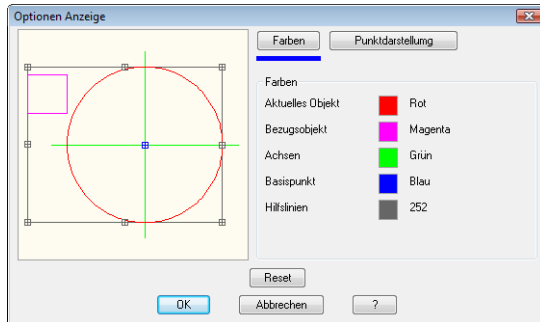 Optionen Anzeige
Farben Punktdarstellung
Farben
Aktuelles Objekt Rot
Bezugsobjekt Magenta
Achsen Grün
Basispunkt Blau
Hilfslinien 252
Reset
OK Abbrechen ?